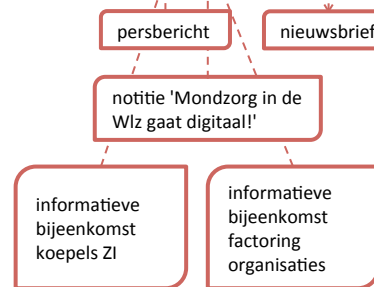 persbericht
nieuwsbrief
notitie 'Mondzorg in de
Wlz gaat digitaal!'
informatieve
bijeenkomst
koepels ZI
informatieve
bijeenkomst
factoring
organisaties